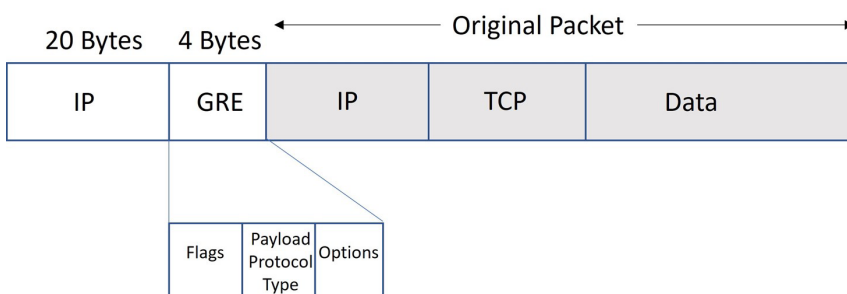 Original Packet
20 Bytes 4 Bytes
IP GRE IP TCP Data
Flags Payload Protocol Type Options